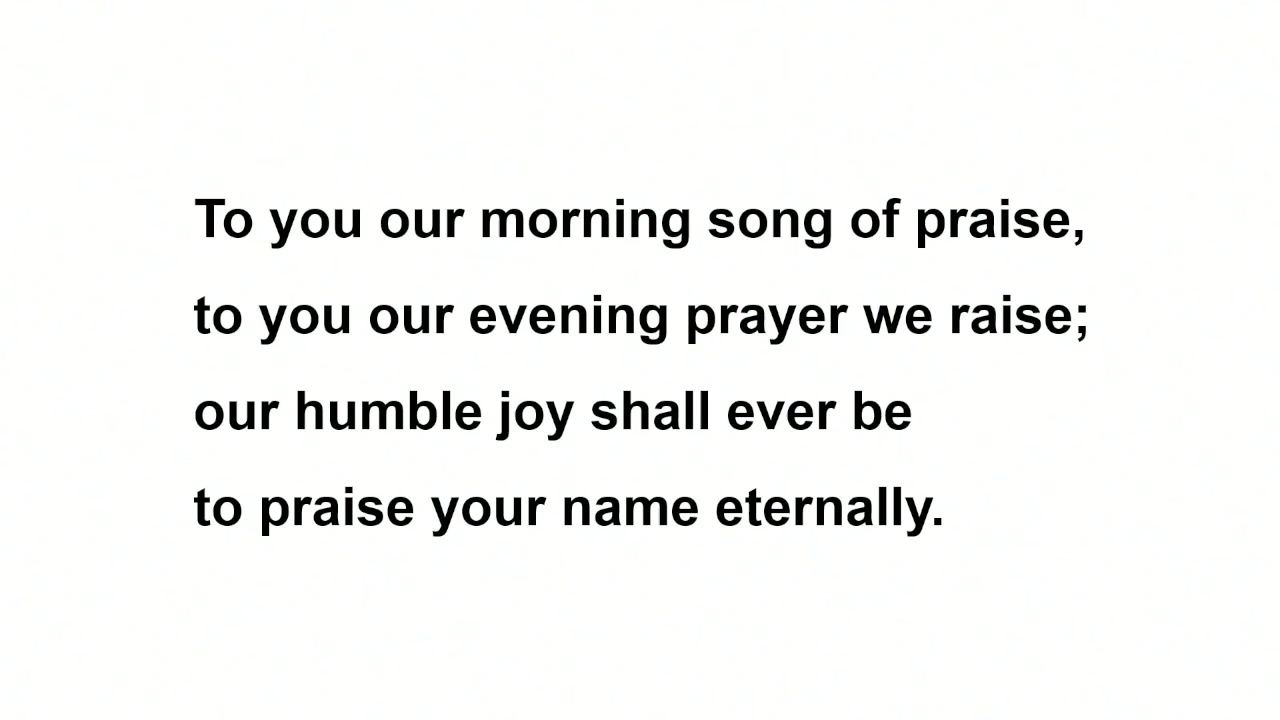 To you our morning song of praise,
to you our evening prayer we raise;
our humble joy shall ever be
to praise your name eternally.